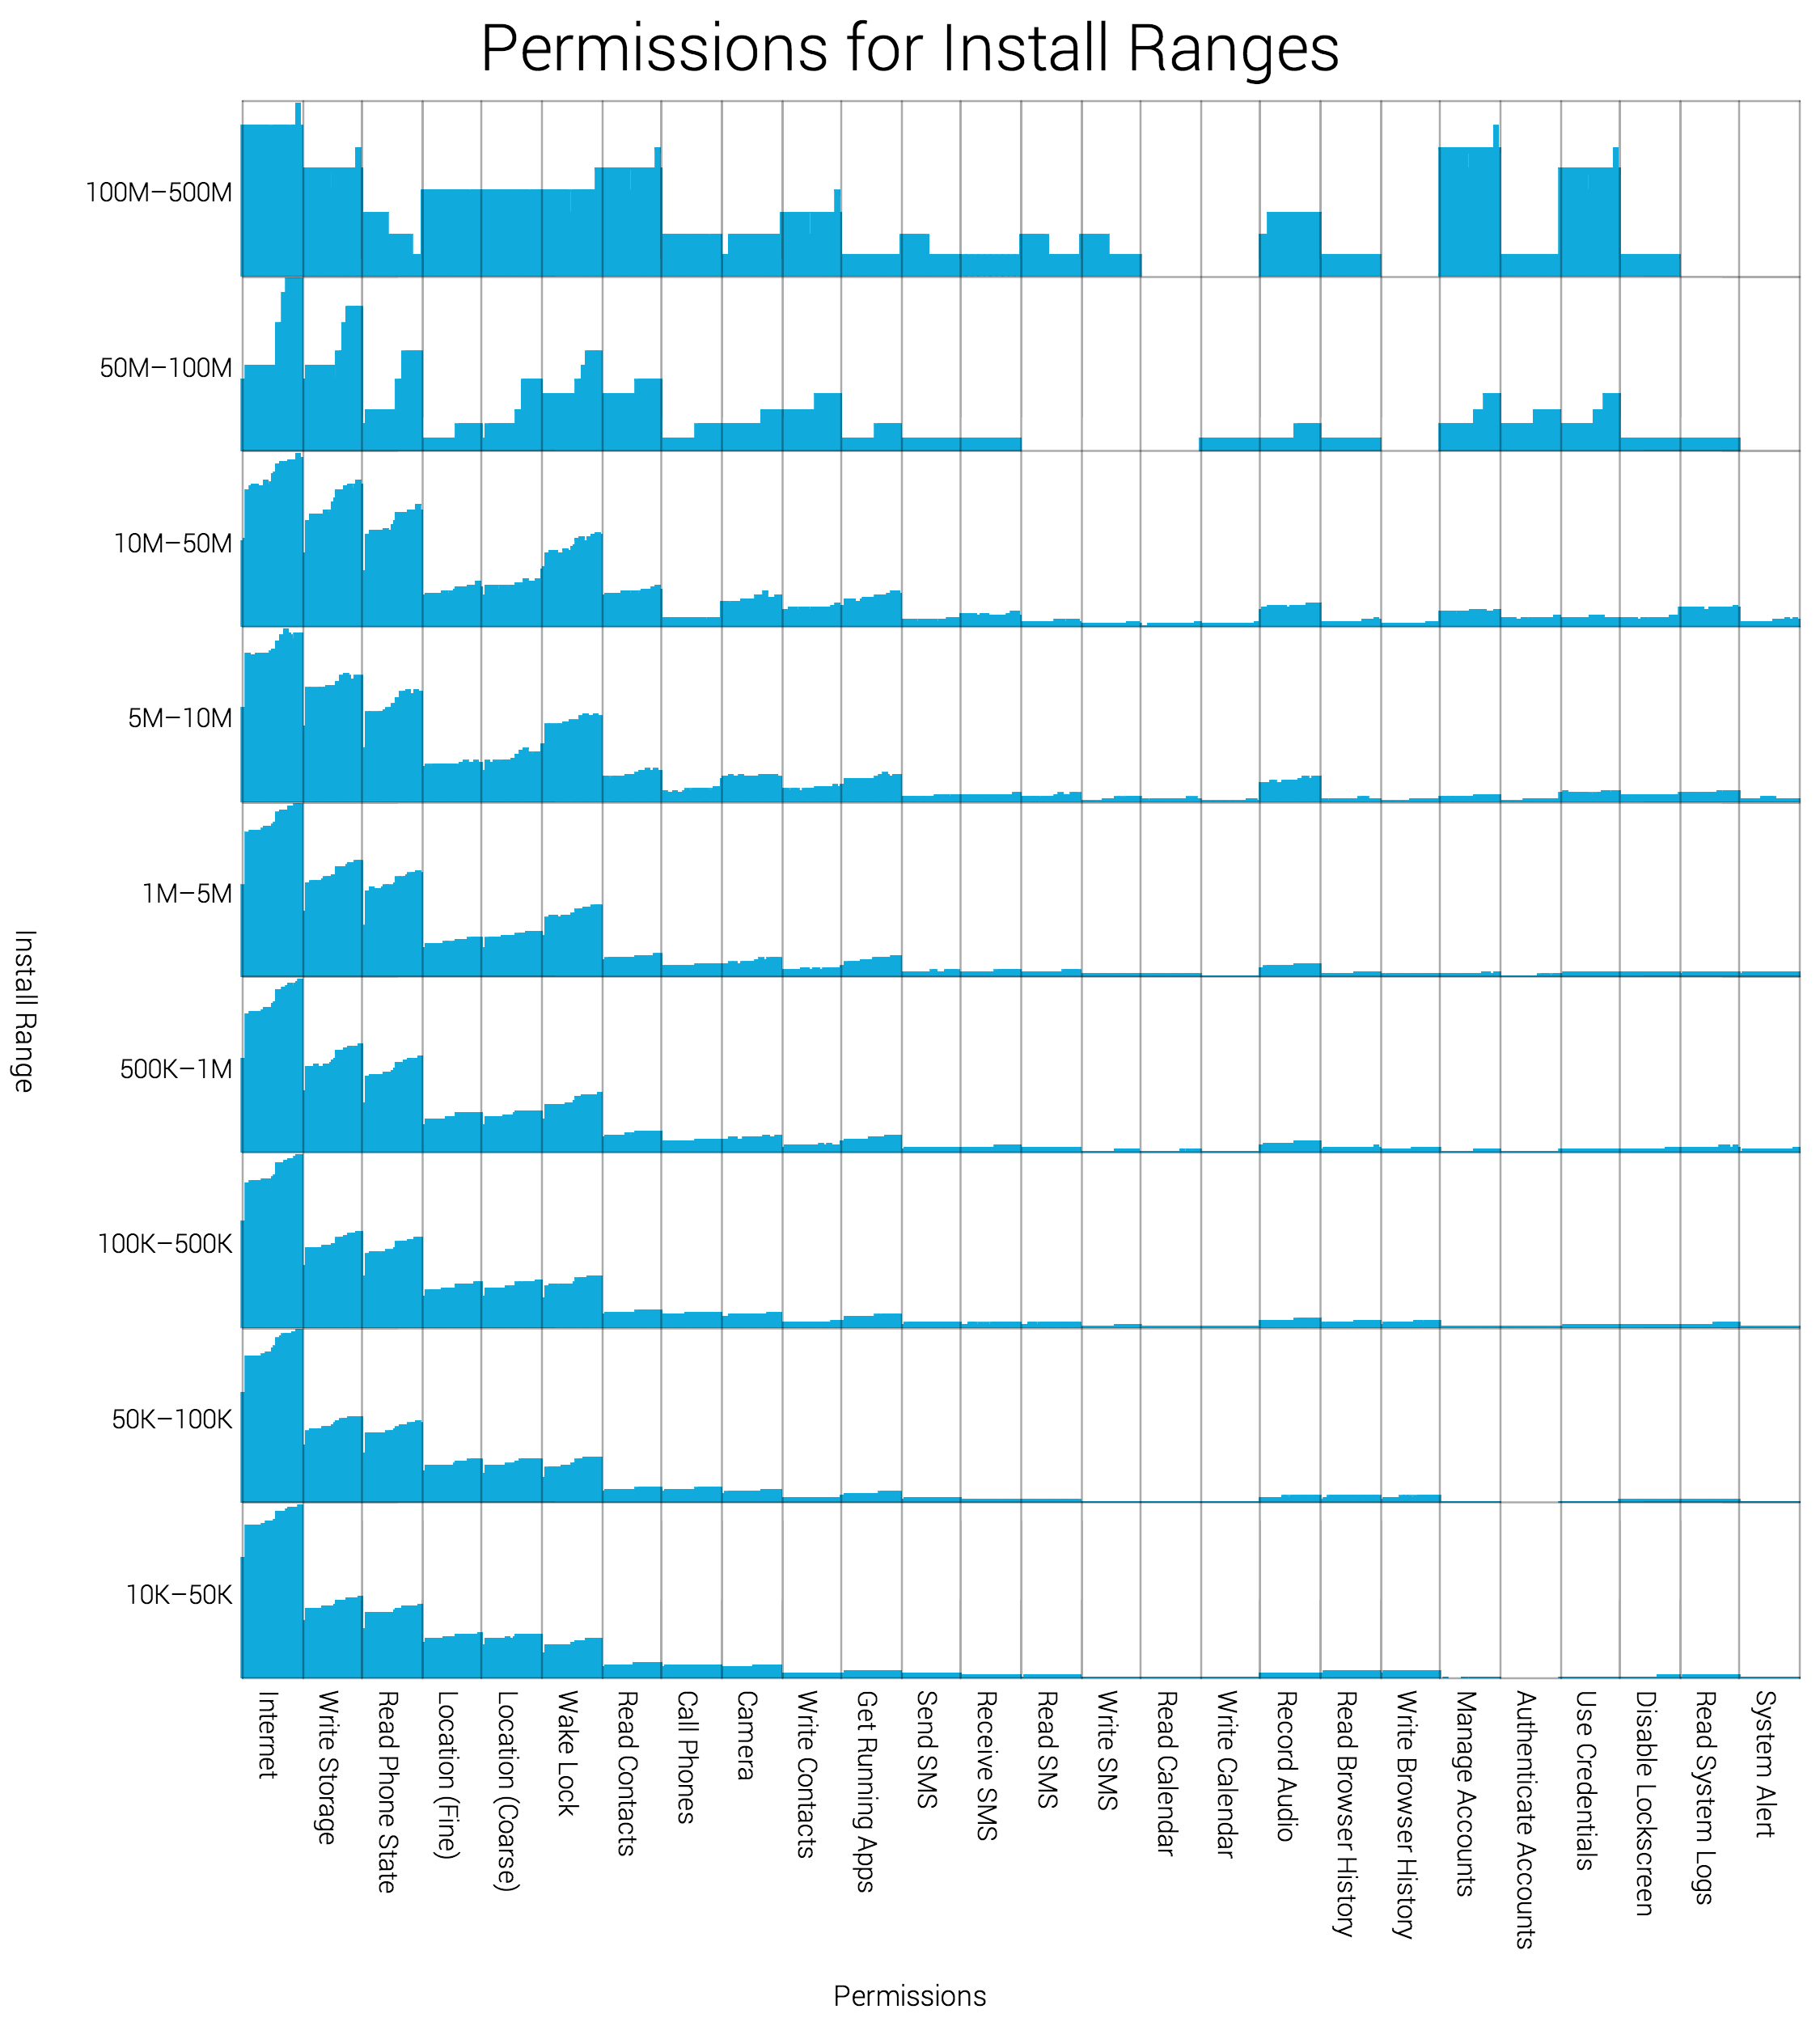 Permissions for Install Ranges
100M–500M
50M–100M
10M–50M
5M–10M
1M–5M
500K–1M
100K–500K
50K–100K
10K–50K
Install Range
Internet
Write Storage
Read Phone State
Location (Fine)
Location (Coarse)
Wake Lock
Read Contacts
Call Phones
Camera
Write Contacts
Get Running Apps
Send SMS
Receive SMS
Read SMS
Write SMS
Read Calendar
Write Calendar
Record Audio
Read Browser History
Write Browser History
Manage Accounts
Authenticate Accounts
Use Credentials
Disable Lockscreen
Read System Logs
System Alert
Permissions